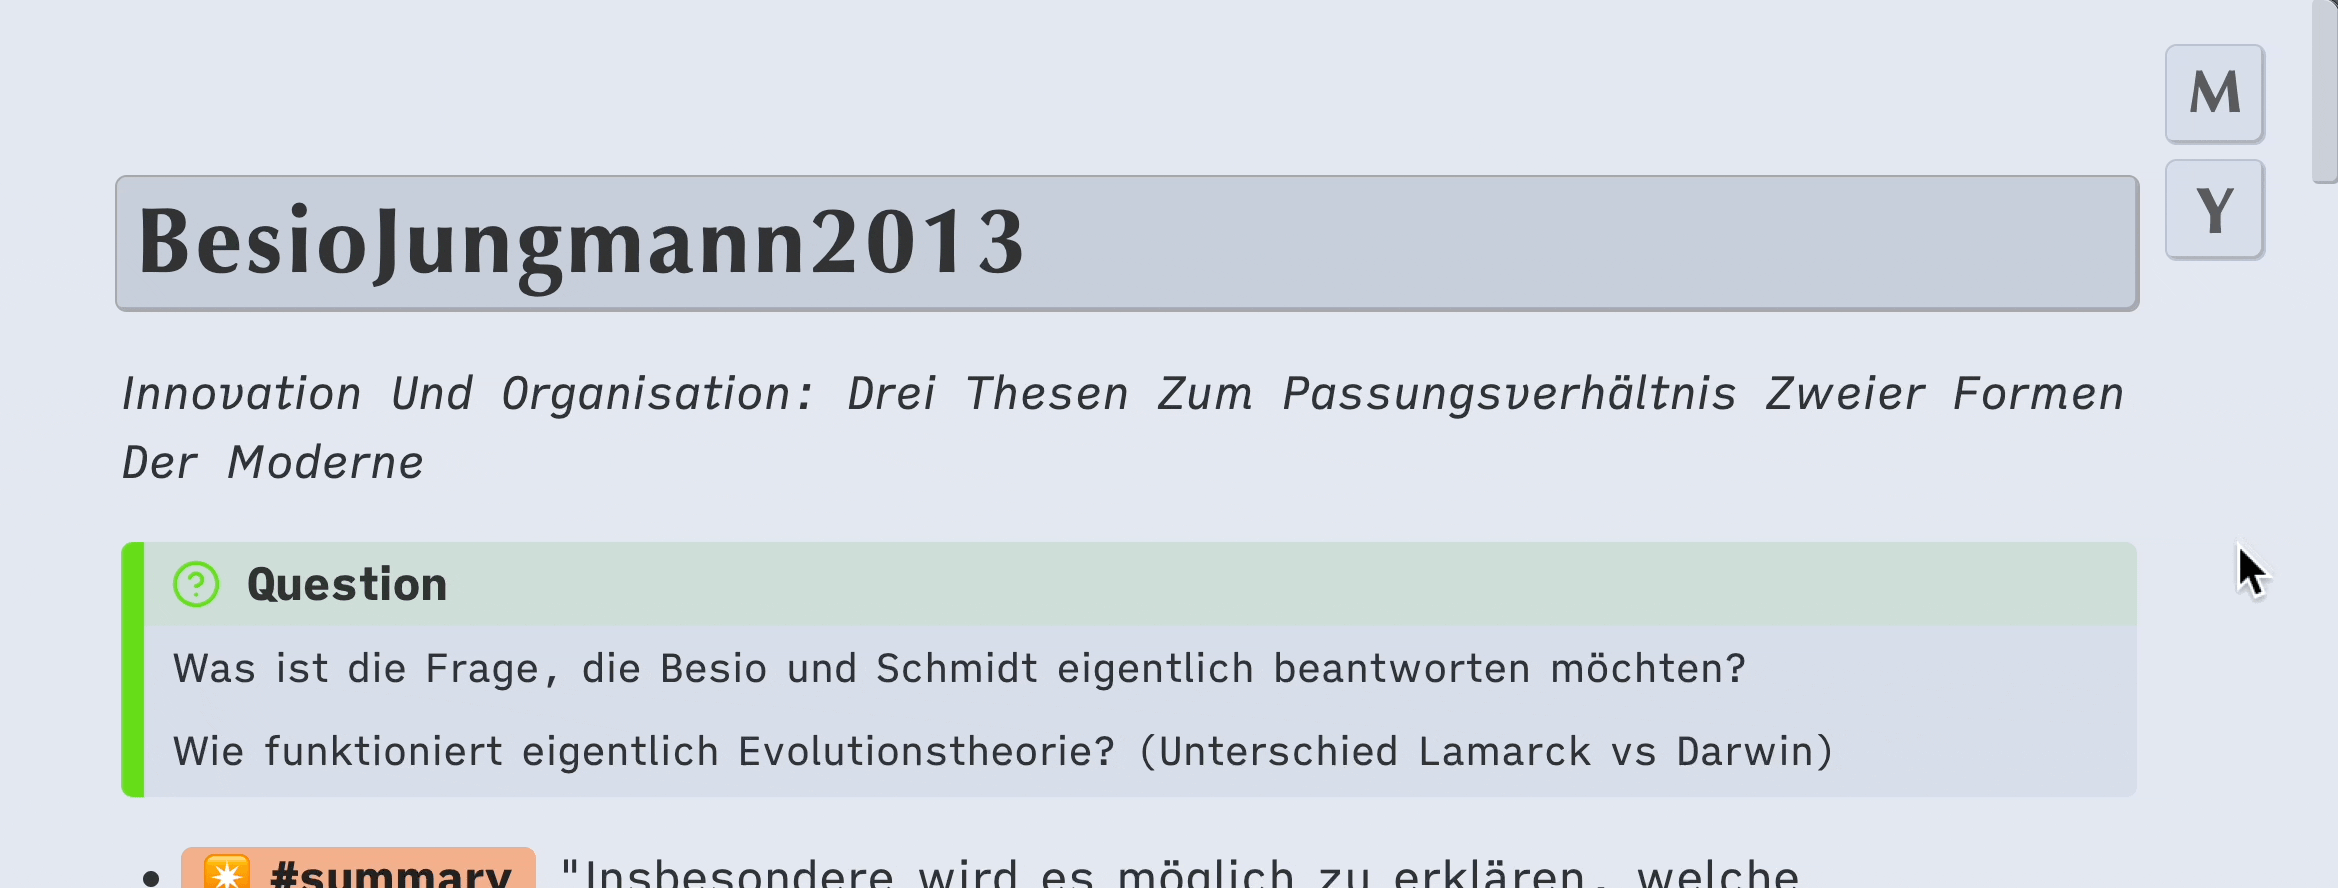 M
Y
BesioJungmann2013
Innovation Und Organisation: Drei Thesen Zum Passungsverhältnis Zweier Formen
Der Moderne
Question
Was ist die Frage, die Besio und Schmidt eigentlich beantworten möchten?
Wie funktioniert eigentlich Evolutionstheorie? (Unterschied Lamarck vs Darwin)
#summary "Insbesondere wird es möglich zu erklären, welche